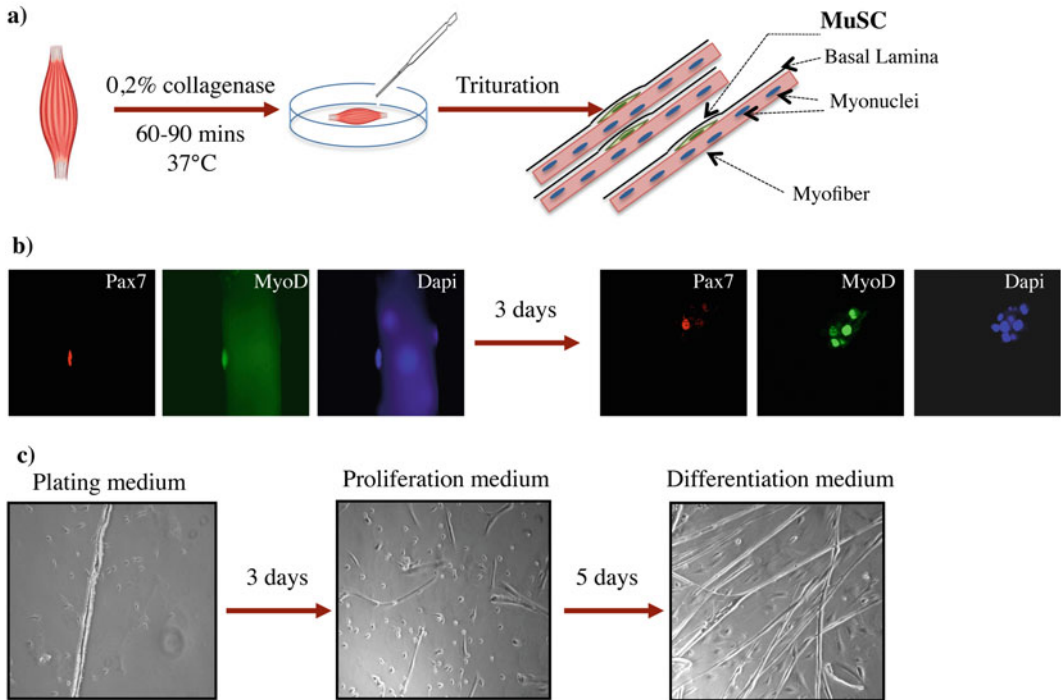 a)
0,2% collagenase
60-90 mins
37°C
Trituration
MuSC
Basal Lamina
Myonuclei
Myofiber
b)
Pax7
MyoD
Dapi
3 days
Pax7
MyoD
Dapi
c)
Plating medium
3 days
Proliferation medium
5 days
Differentiation medium